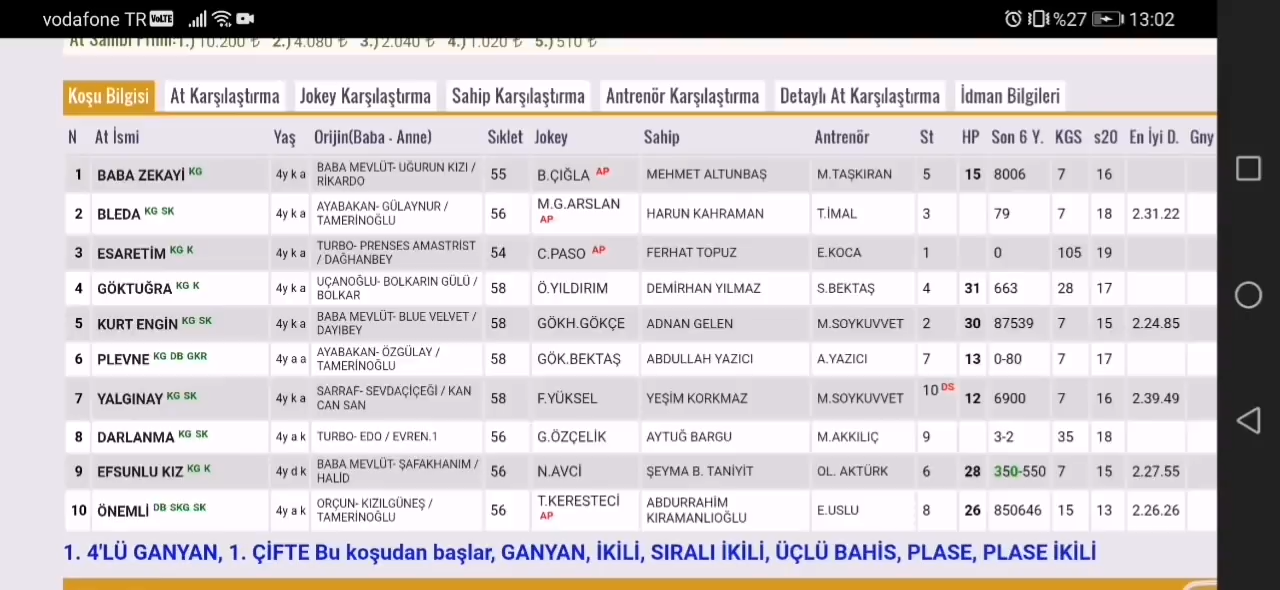 vodafone TR VoLTE %27 13:02
At Sahibi Primi:1.) 10.200 ₺ 2.) 4.080 ₺ 3.) 2.040 ₺ 4.) 1.020 ₺ 5.) 510 ₺
Koşu Bilgisi At Karşılaştırma Jokey Karşılaştırma Sahip Karşılaştırma Antrenör Karşılaştırma Detaylı At Karşılaştırma İdman Bilgileri
N At İsmi Yaş Orijin(Baba - Anne) Sıklet Jokey Sahip Antrenör St HP Son 6 Y. KGS s20 En İyi D. Gny
1 BABA ZEKAYİ KG 4y k a BABA MEVLÜT- UĞURUN KIZI / RİKARDO 55 B.ÇIĞLA AP MEHMET ALTUNBAŞ M.TAŞKIRAN 5 15 8006 7 16
2 BLEDA KG SK 4y k a AYABAKAN- GÜLAYNUR / TAMERİNOĞLU 56 M.G.ARSLAN AP HARUN KAHRAMAN T.İMAL 3 79 7 18 2.31.22
3 ESARETİM KG K 4y k a TURBO- PRENSES AMASTRIST / DAĞHANBEY 54 C.PASO AP FERHAT TOPUZ E.KOCA 1 0 105 19
4 GÖKTUĞRA KG K 4y k a UÇANOĞLU- BOLKARIN GÜLÜ / BOLKAR 58 Ö.YILDIRIM DEMİRHAN YILMAZ S.BEKTAŞ 4 31 663 28 17
5 KURT ENGİN KG SK 4y k a BABA MEVLÜT- BLUE VELVET / DAYIBEY 58 GÖKH.GÖKÇE ADNAN GELEN M.SOYKUVVET 2 30 87539 7 15 2.24.85
6 PLEVNE KG DB GKR 4y a a AYABAKAN- ÖZGÜLAY / TAMERİNOĞLU 58 GÖK.BEKTAŞ ABDULLAH YAZICI A.YAZICI 7 13 0-80 7 17
7 YALGINAY KG SK 4y k a SARRAF- SEVDAÇİÇEĞİ / KAN CAN SAN 58 F.YÜKSEL YEŞİM KORKMAZ M.SOYKUVVET 10 DS 12 6900 7 16 2.39.49
8 DARLANMA KG SK 4y a k TURBO- EDO / EVREN.1 56 G.ÖZÇELİK AYTUĞ BARGU M.AKKILIÇ 9 3-2 35 18
9 EFSUNLU KIZ KG K 4y d k BABA MEVLÜT- ŞAFAKHANIM / HALİD 56 N.AVCİ ŞEYMA B. TANİYİT OL. AKTÜRK 6 28 350-550 7 15 2.27.55
10 ÖNEMLİ DB SKG SK 4y a k ORÇUN- KIZILGÜNEŞ / TAMERİNOĞLU 56 T.KERESTECİ AP ABDURRAHİM KIRAMANLIOĞLU E.USLU 8 26 850646 15 13 2.26.26
1. 4'LÜ GANYAN, 1. ÇİFTE Bu koşudan başlar, GANYAN, İKİLİ, SIRALI İKİLİ, ÜÇLÜ BAHİS, PLASE, PLASE İKİLİ